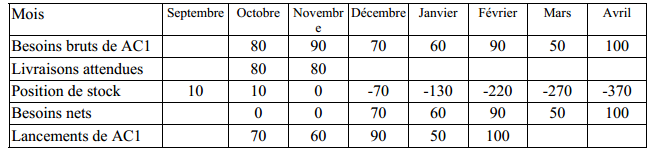 Mois Septembre Octobre Novembr Décembre Janvier Février Mars Avril
e
Besoins bruts de AC1 80 90 70 60 90 50 100
Livraisons attendues 80 80
Position de stock 10 10 0 -70 -130 -220 -270 -370
Besoins nets 0 0 70 60 90 50 100
Lancements de AC1 70 60 90 50 100